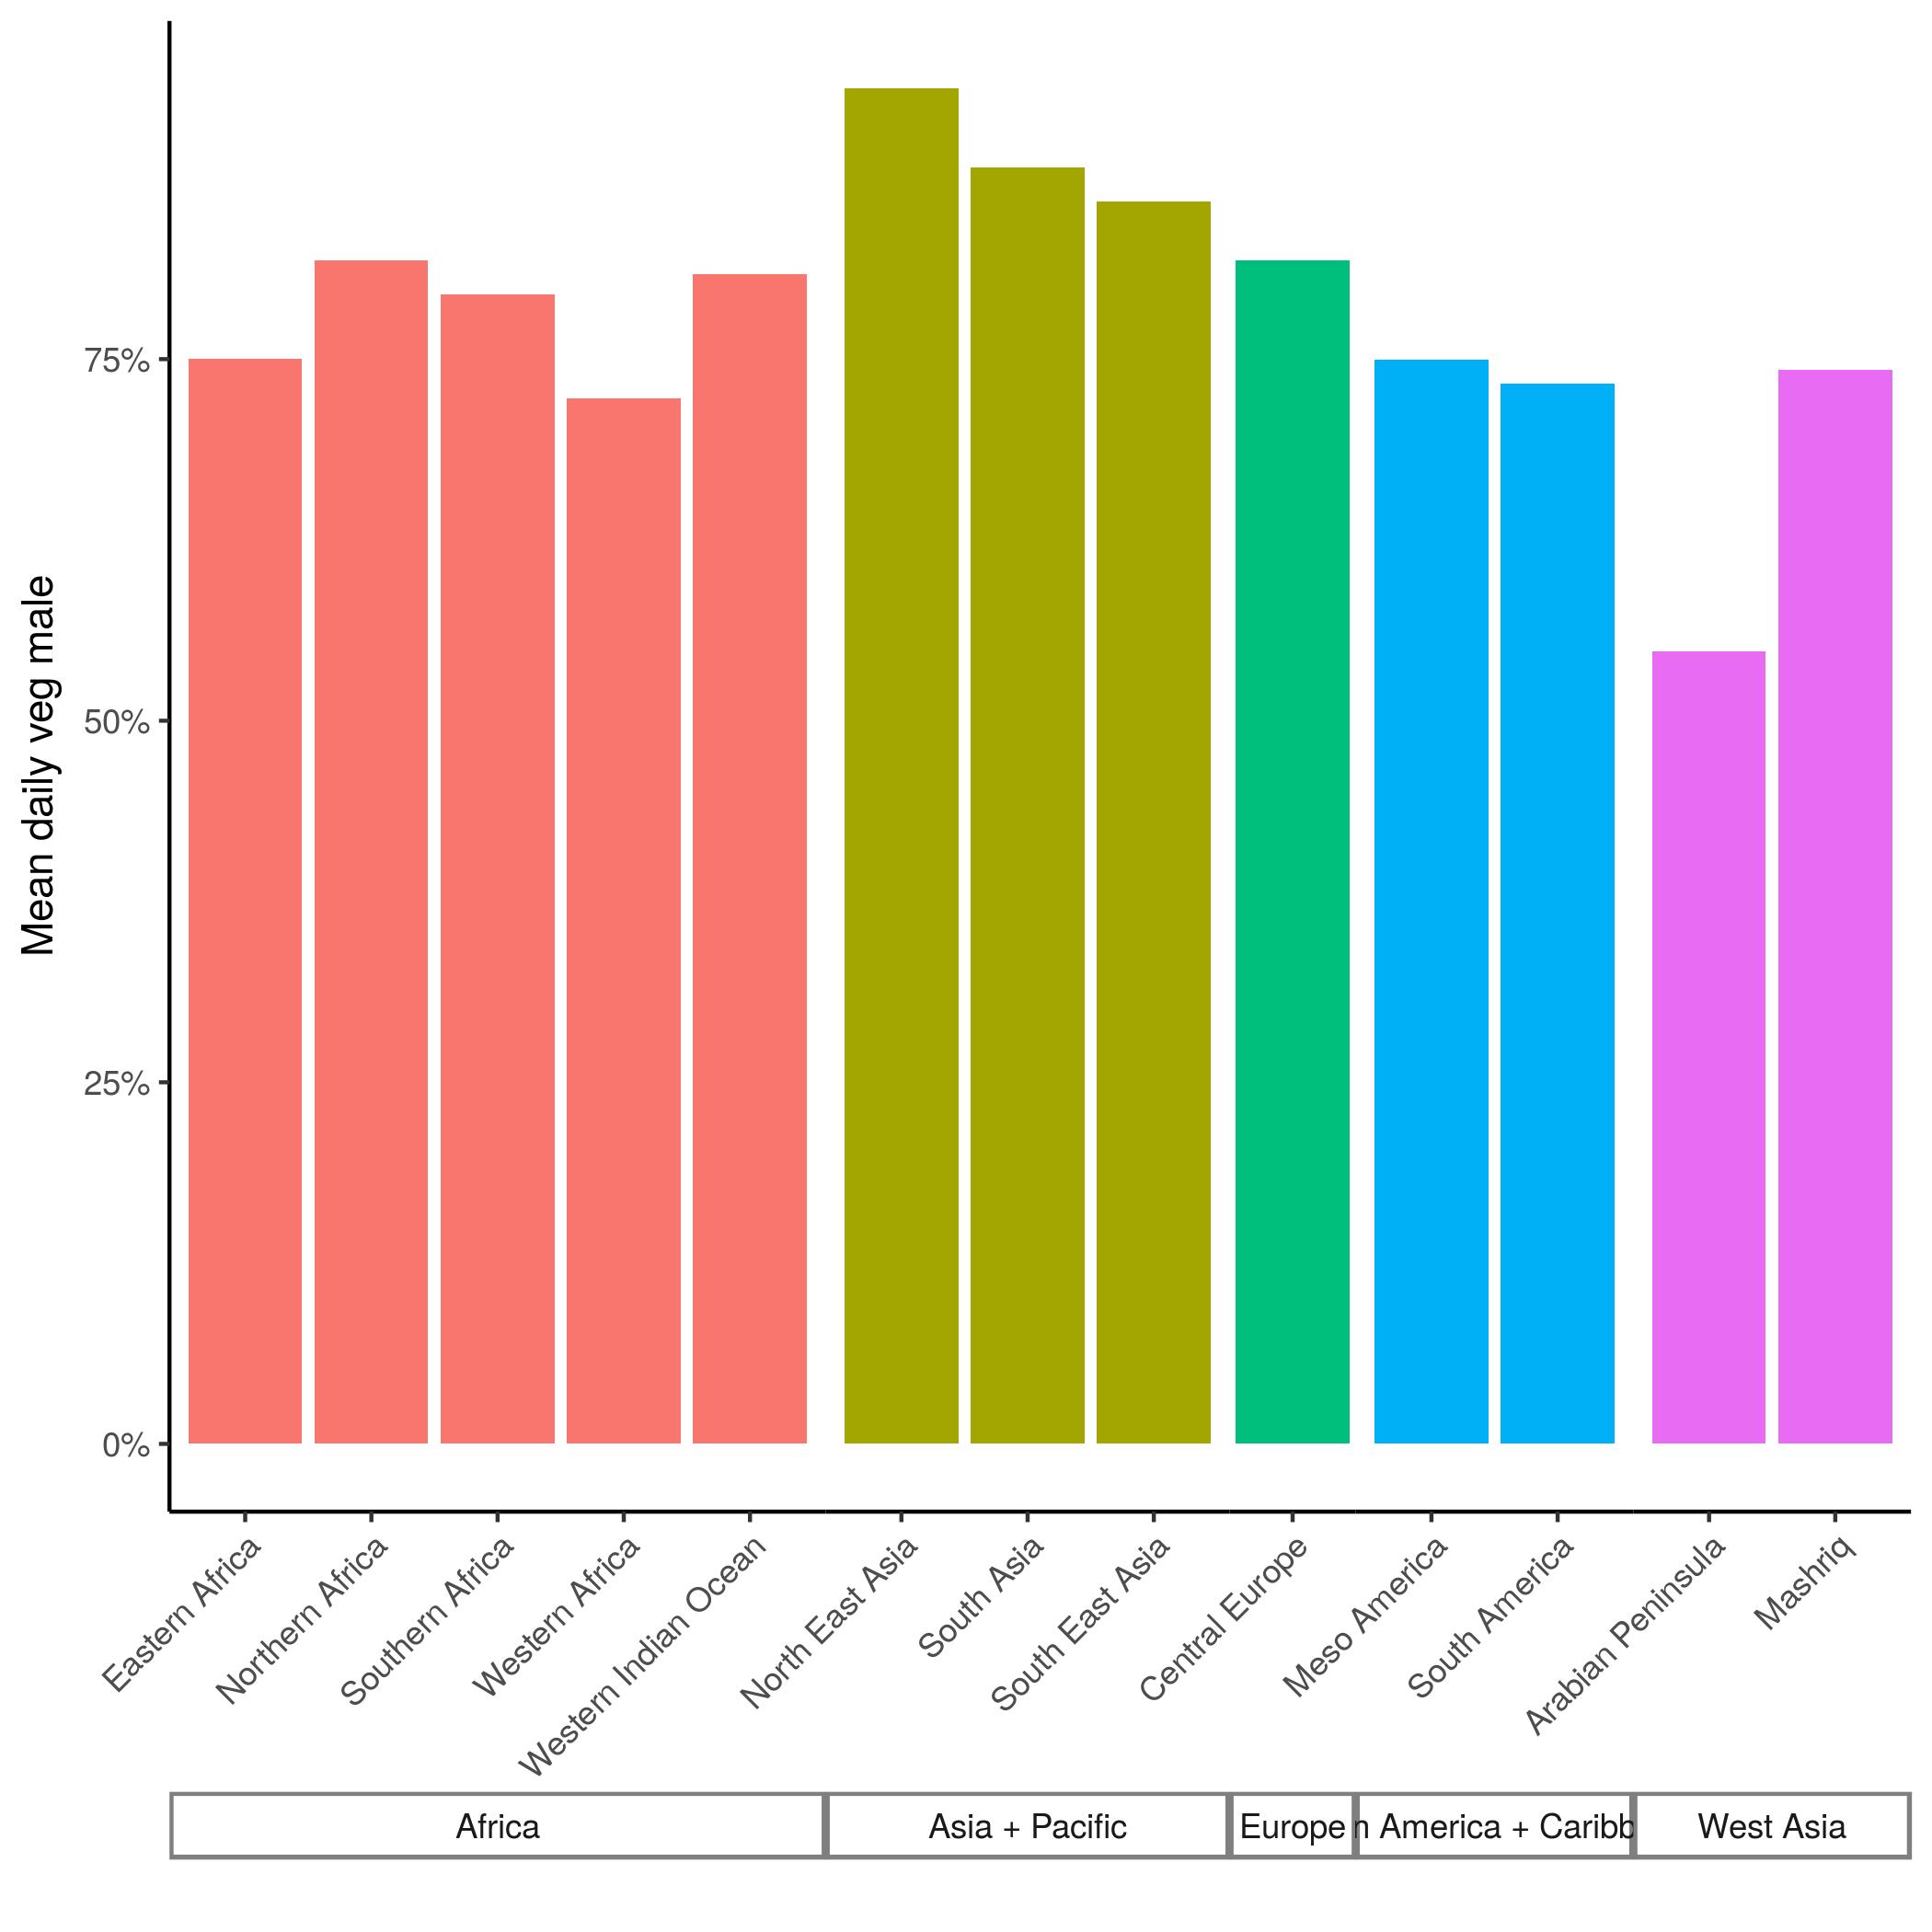 Mean daily veg male
75%
50%
25%
0%
Eastern Africa
Northern Africa
Southern Africa
Western Africa
Western Indian Ocean
North East Asia
South Asia
South East Asia
Central Europe
Meso America
South America
Arabian Peninsula
Mashriq
Africa
Asia + Pacific
Europe
n America + Caribb
West Asia